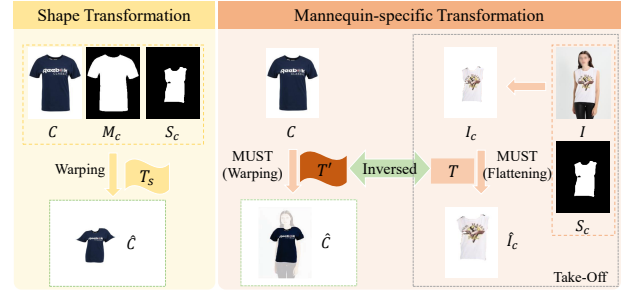 Shape Transformation
Mannequin-specific Transformation
C
M_c
S_c
C
I_c
I
Warping
T_s
MUST
(Warping)
T′
Inversed
T
MUST
(Flattening)
S_c
Ĉ
Ĉ
Î_c
Take-Off